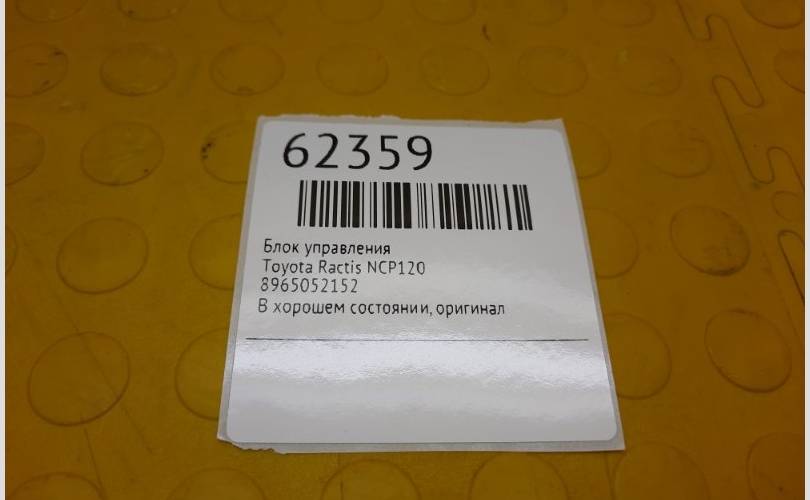 62359
Блок управления
Toyota Ractis NCP120
8965052152
В хорошем состоянии, оригинал